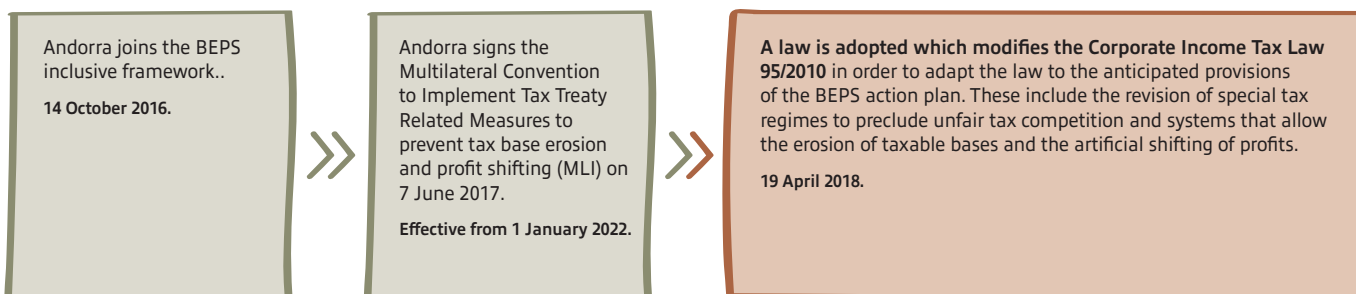 Andorra joins the BEPS
inclusive framework..
14 October 2016.
Andorra signs the
Multilateral Convention
to Implement Tax Treaty
Related Measures to
prevent tax base erosion
and profit shifting (MLI) on
7 June 2017.
Effective from 1 January 2022.
A law is adopted which modifies the Corporate Income Tax Law
95/2010 in order to adapt the law to the anticipated provisions
of the BEPS action plan. These include the revision of special tax
regimes to preclude unfair tax competition and systems that allow
the erosion of taxable bases and the artificial shifting of profits.
19 April 2018.